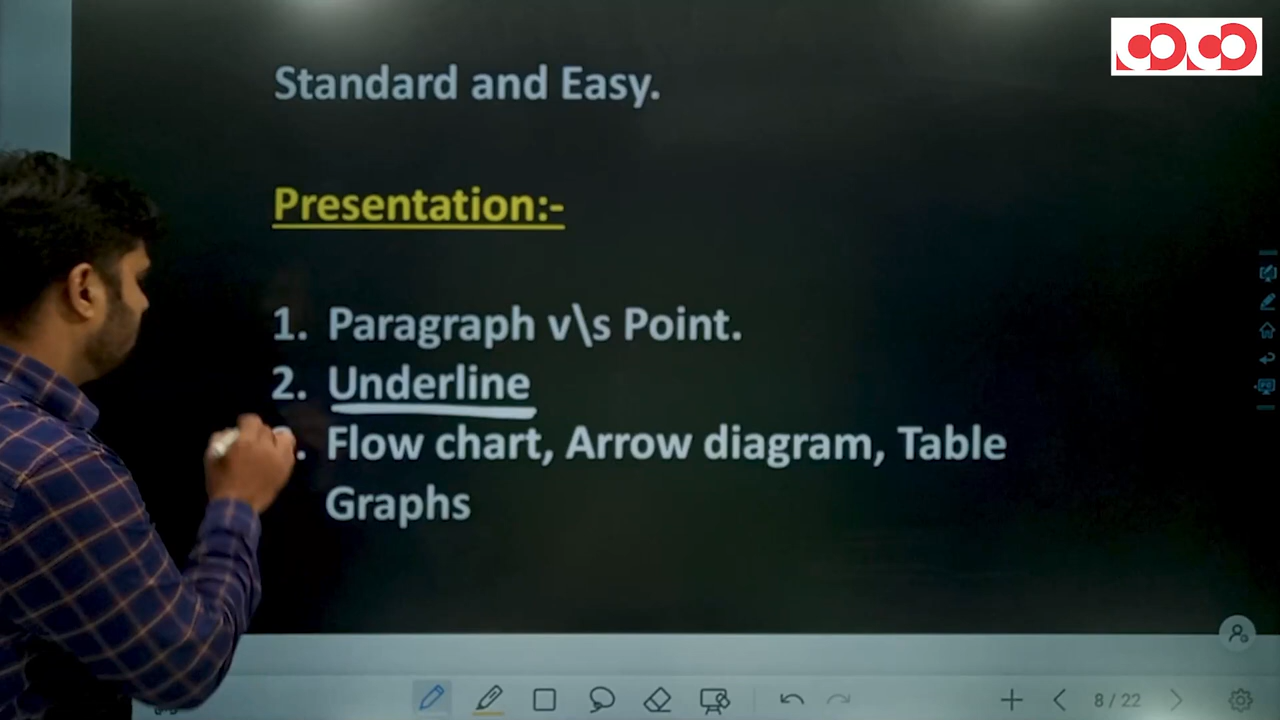 Standard and Easy.
Presentation:-
1. Paragraph v\s Point.
2. Underline
. Flow chart, Arrow diagram, Table
Graphs
8 / 22